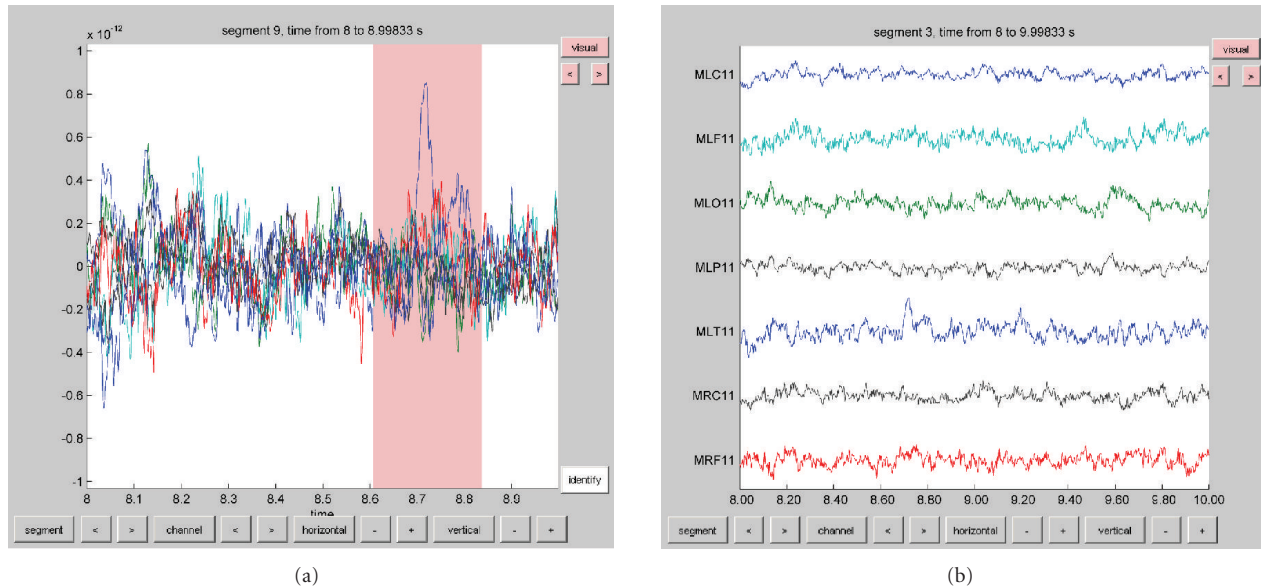 x 10^-12
segment 9, time from 8 to 8.99833 s
visual
< >
1
0.8
0.6
0.4
0.2
0
-0.2
-0.4
-0.6
-0.8
-1
identify
8 8.1 8.2 8.3 8.4 8.5 8.6 8.7 8.8 8.9
time
segment < > channel < > horizontal - + vertical - +
(a)
segment 3, time from 8 to 9.99833 s
visual
< >
MLC11
MLF11
MLO11
MLP11
MLT11
MRC11
MRF11
8.00 8.20 8.40 8.60 8.80 9.00 9.20 9.40 9.60 9.80 10.00
segment < > channel < > horizontal - + vertical - +
(b)